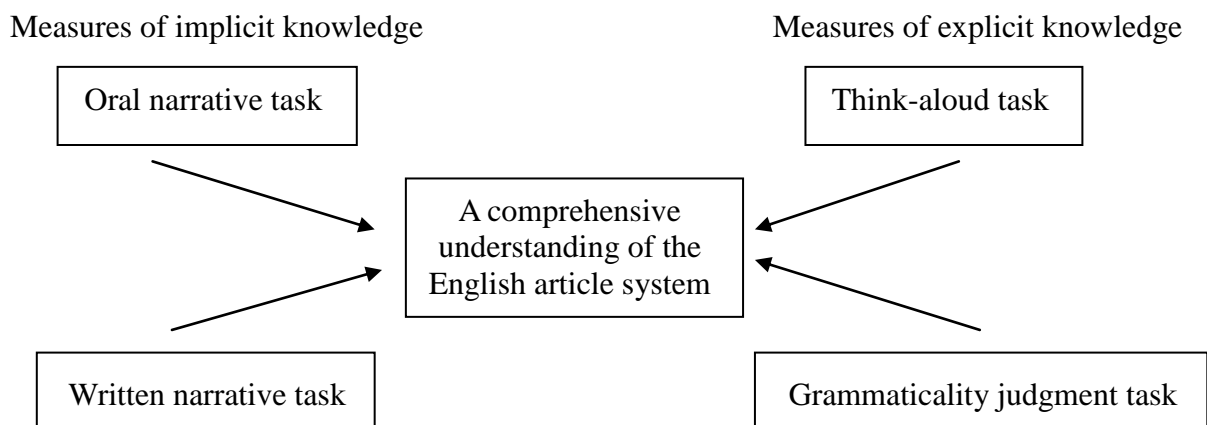 Measures of implicit knowledge
Measures of explicit knowledge
Oral narrative task
Think-aloud task
A comprehensive
understanding of the
English article system
Written narrative task
Grammaticality judgment task